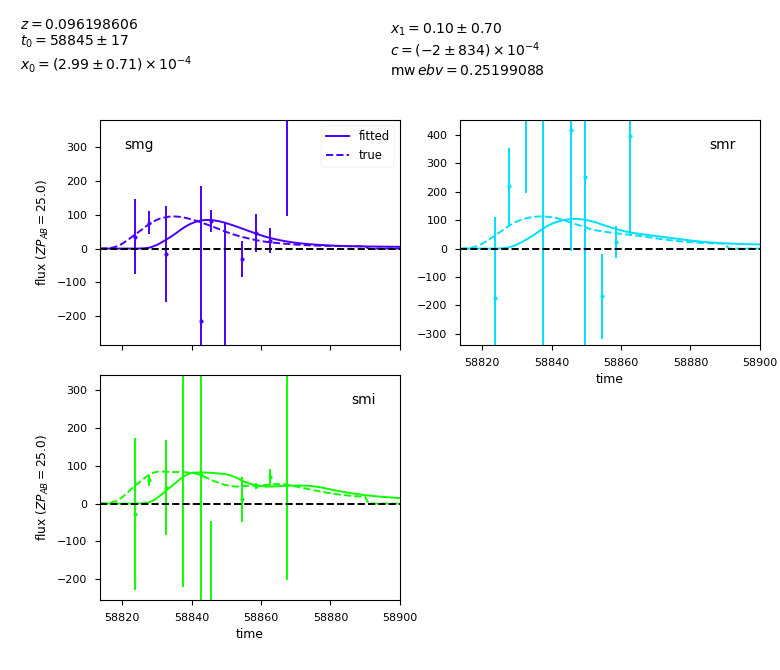 z = 0.096198606
t₀ = 58845 ± 17
x₀ = (2.99 ± 0.71) × 10⁻⁴
x₁ = 0.10 ± 0.70
c = (−2 ± 834) × 10⁻⁴
mw ebv = 0.25199088
smg
fitted
true
300
200
100
0
−100
−200
flux (ZP_AB = 25.0)
smr
400
300
200
100
0
−100
−200
−300
58820 58840 58860 58880 58900
time
smi
300
200
100
0
−100
−200
flux (ZP_AB = 25.0)
58820 58840 58860 58880 58900
time